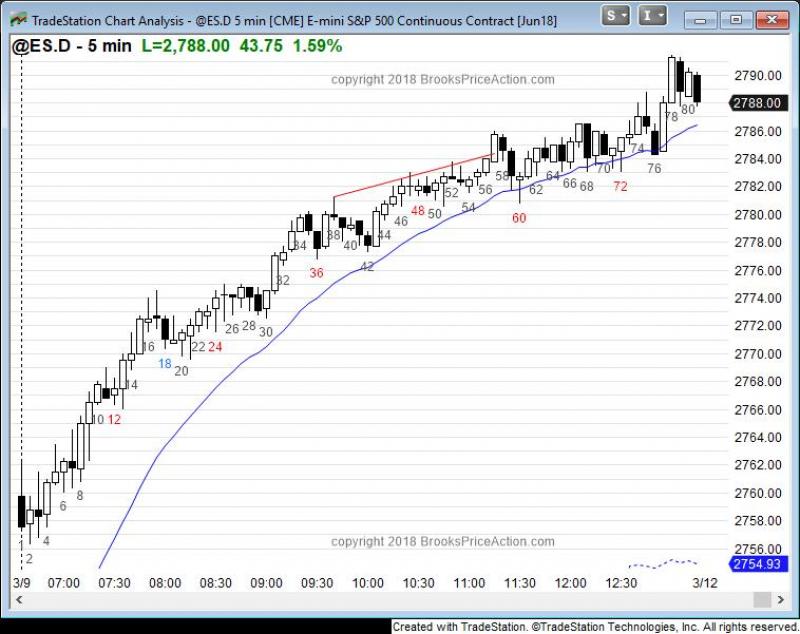 TradeStation Chart Analysis - @ES.D 5 min [CME] E-mini S&P 500 Continuous Contract [Jun18]
S I
@ES.D - 5 min L=2,788.00 43.75 1.59%
copyright 2018 BrooksPriceAction.com
2790.00
2788.00
2786.00
2784.00
2782.00
2780.00
2778.00
2776.00
2774.00
2772.00
2770.00
2768.00
2766.00
2764.00
2762.00
2760.00
2758.00
2756.00
2754.93
2 4 6 8 10 12 14 16 18 20 22 24 26 28 30 32 34 36 38 40 42 44 46 48 50 52 54 56 58 60 62 64 66 68 70 72 74 76 78 80
copyright 2018 BrooksPriceAction.com
3/9 07:00 07:30 08:00 08:30 09:00 09:30 10:00 10:30 11:00 11:30 12:00 12:30 3/12
Created with TradeStation. ©TradeStation Technologies, Inc. All rights reserved.